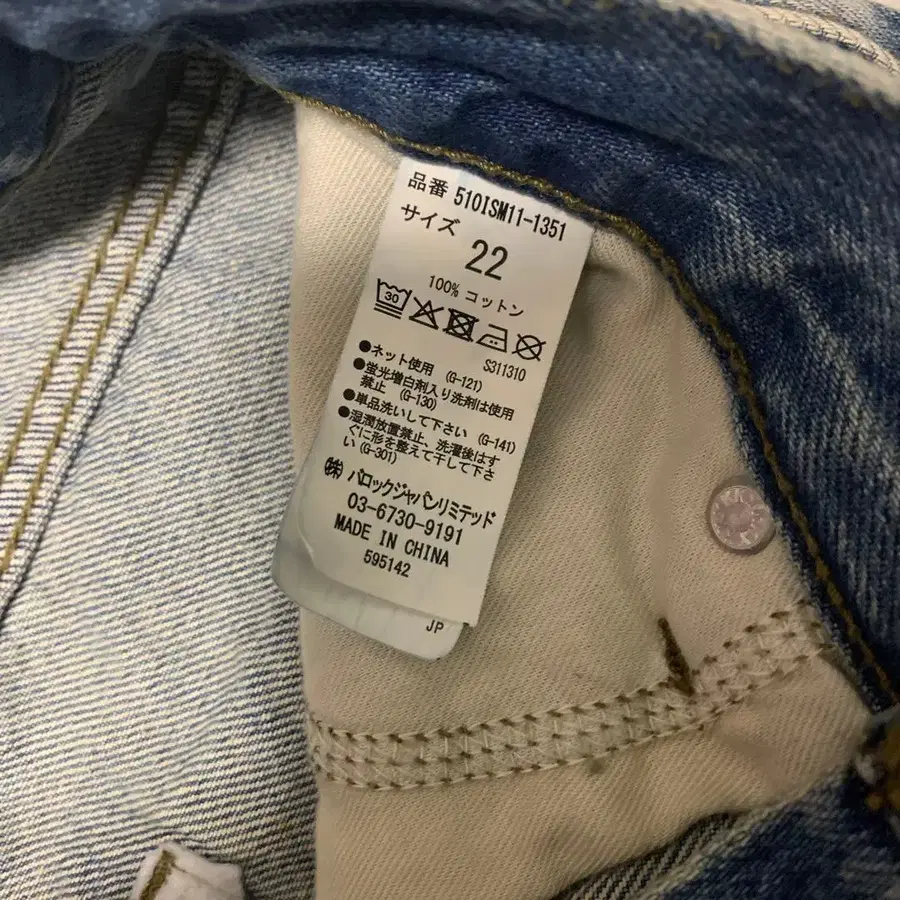 品番 510ISM11-1351
サイズ 22
100% コットン
30
S311310
●ネット使用 (G-121)
●蛍光増白剤入り洗剤は使用
禁止 (G-130)
●単品洗いして下さい (G-141)
●湿潤放置禁止、洗濯後はす
ぐに形を整えて干して下さ
い(G-301)
㈱ バロックジャパンリミテッド
03-6730-9191
MADE IN CHINA
595142
JP